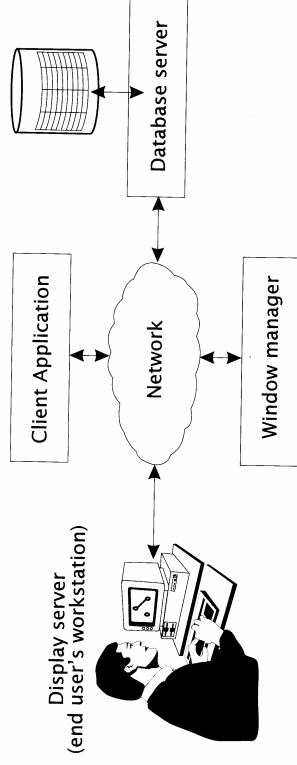 Display server
(end user's workstation)
Client Application
Network
Window manager
Database server